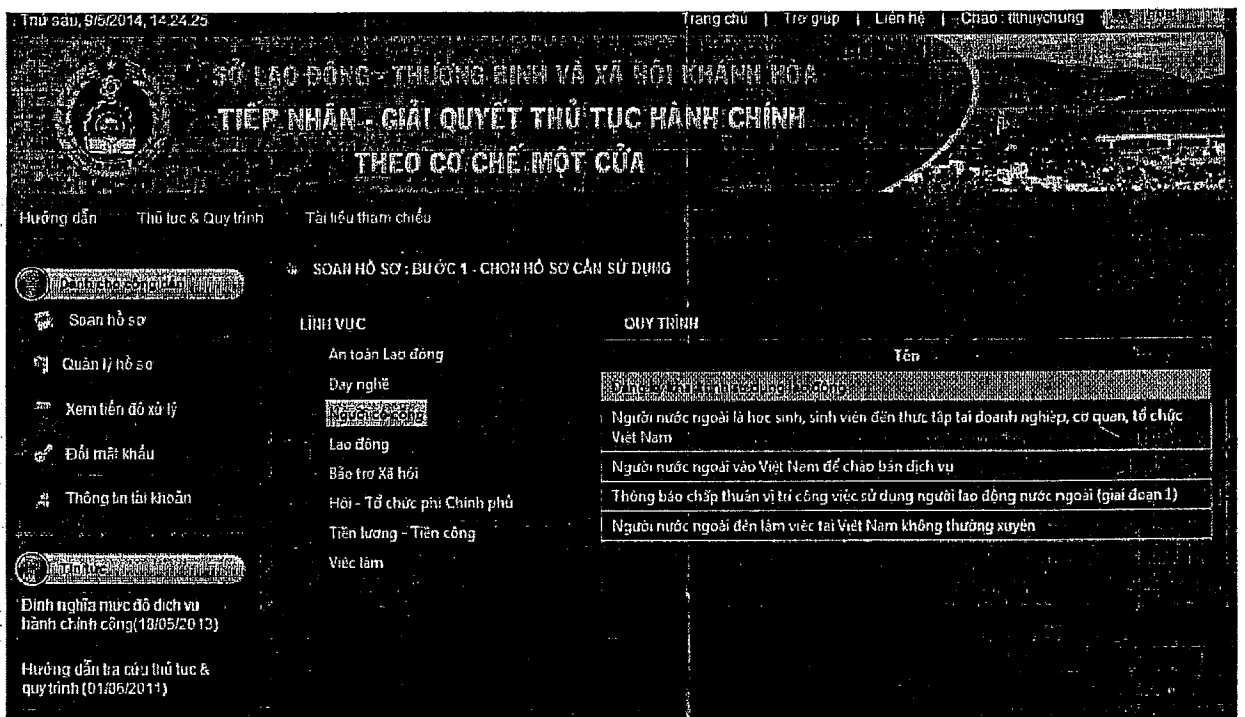 Thứ sáu, 9/5/2014, 14:24:25
Trang chủ | Trợ giúp | Liên hệ | Chào : ttthuychung
SỞ LAO ĐỘNG - THƯƠNG BINH VÀ XÃ HỘI KHÁNH HÒA
TIẾP NHẬN - GIẢI QUYẾT THỦ TỤC HÀNH CHÍNH
THEO CƠ CHẾ MỘT CỬA
Hướng dẫn Thủ tục & Quy trình Tài liệu tham chiếu
Dành cho công dân
Soạn hồ sơ
Quản lý hồ sơ
Xem tiến độ xử lý
Đổi mật khẩu
Thông tin tài khoản
Tin tức
Định nghĩa mức độ dịch vụ
hành chính công(18/05/2013)
Hướng dẫn tra cứu thủ tục &
quy trình (01/06/2011)
SOẠN HỒ SƠ : BƯỚC 1 - CHỌN HỒ SƠ CẦN SỬ DỤNG
LĨNH VỰC
An toàn Lao động
Dạy nghề
Người có công
Lao động
Bảo trợ Xã hội
Hội - Tổ chức phi Chính phủ
Tiền lương - Tiền công
Việc làm
QUY TRÌNH
Tên
Người nước ngoài là học sinh, sinh viên đến thực tập tại doanh nghiệp, cơ quan, tổ chức
Việt Nam
Người nước ngoài vào Việt Nam để chào bán dịch vụ
Thông báo chấp thuận vị trí công việc sử dụng người lao động nước ngoài (giai đoạn 1)
Người nước ngoài đến làm việc tại Việt Nam không thường xuyên